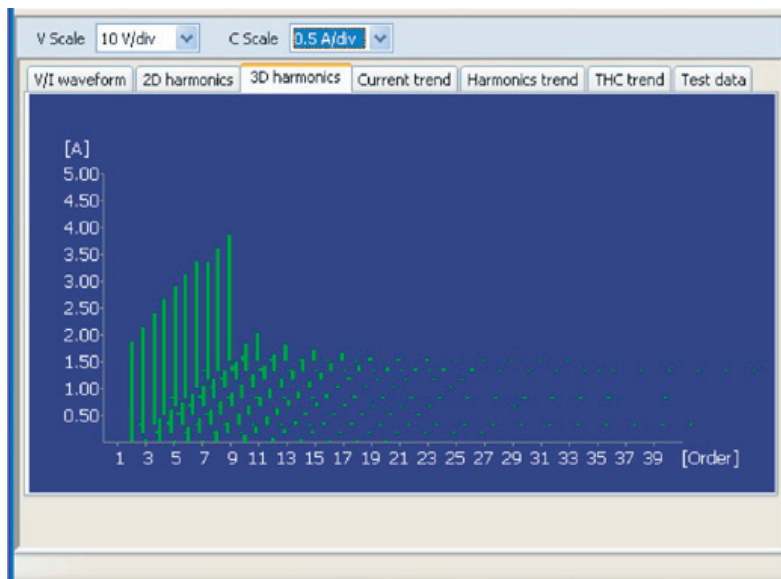 V Scale 10 V/div C Scale 0.5 A/div
V/I waveform 2D harmonics 3D harmonics Current trend Harmonics trend THC trend Test data
[A]
5.00
4.50
4.00
3.50
3.00
2.50
2.00
1.50
1.00
0.50
1 3 5 7 9 11 13 15 17 19 21 23 25 27 29 31 33 35 37 39 [Order]